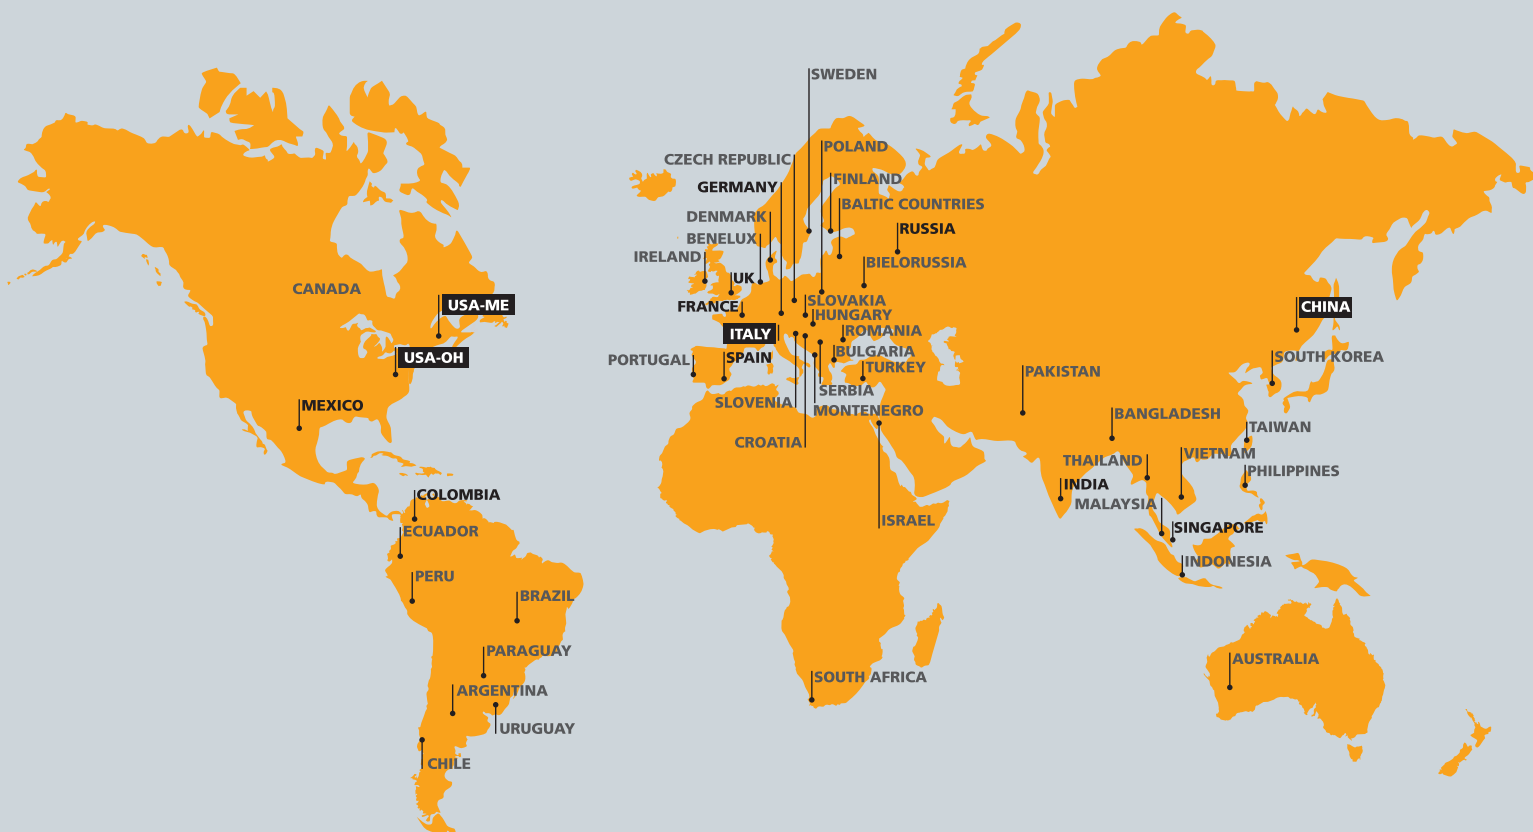 SWEDEN
POLAND
CZECH REPUBLIC
FINLAND
GERMANY
BALTIC COUNTRIES
DENMARK
RUSSIA
BENELUX
IRELAND
BIELORUSSIA
UK
CANADA
SLOVAKIA
USA-ME
FRANCE
CHINA
HUNGARY
ITALY
ROMANIA
BULGARIA
USA-OH
PORTUGAL
SPAIN
SOUTH KOREA
TURKEY
PAKISTAN
SERBIA
SLOVENIA
MEXICO
MONTENEGRO
BANGLADESH
TAIWAN
CROATIA
VIETNAM
THAILAND
PHILIPPINES
INDIA
COLOMBIA
MALAYSIA
ISRAEL
SINGAPORE
ECUADOR
INDONESIA
PERU
BRAZIL
PARAGUAY
AUSTRALIA
SOUTH AFRICA
ARGENTINA
URUGUAY
CHILE